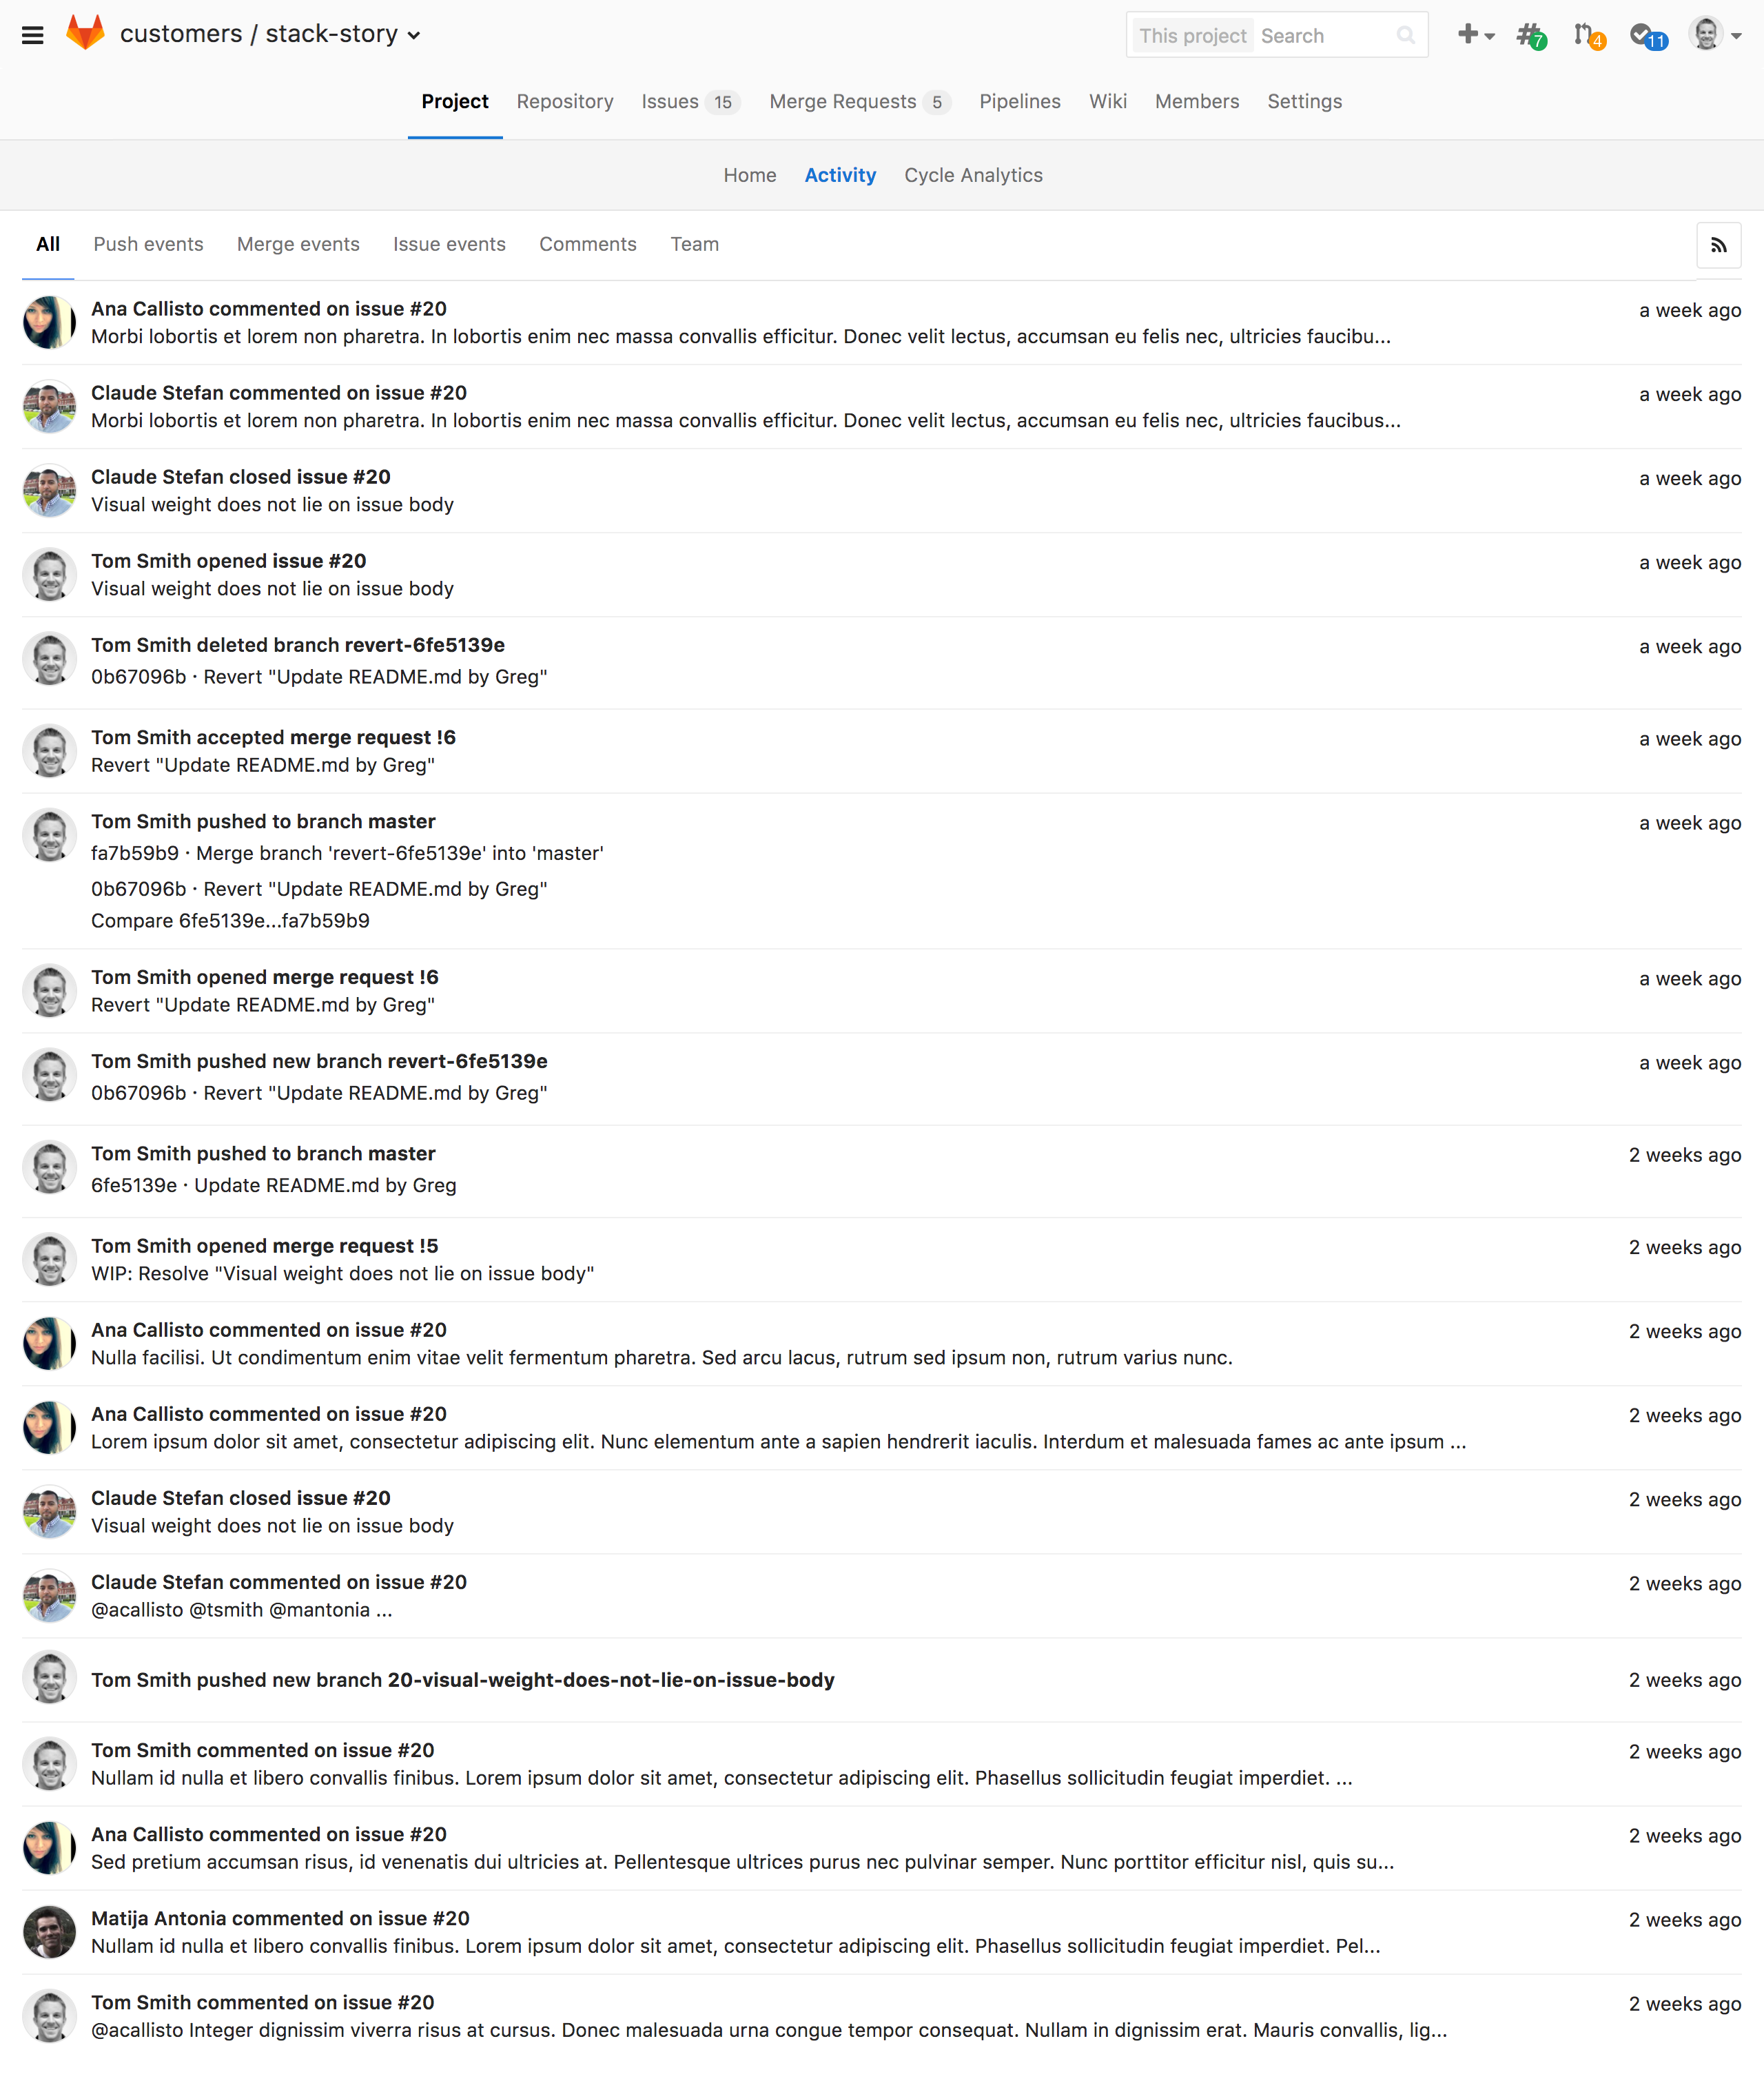 customers / stack-story
This project Search
7
4
11
Project Repository Issues 15 Merge Requests 5 Pipelines Wiki Members Settings
Home Activity Cycle Analytics
All Push events Merge events Issue events Comments Team
Ana Callisto commented on issue #20 a week ago
Morbi lobortis et lorem non pharetra. In lobortis enim nec massa convallis efficitur. Donec velit lectus, accumsan eu felis nec, ultricies faucibu...
Claude Stefan commented on issue #20 a week ago
Morbi lobortis et lorem non pharetra. In lobortis enim nec massa convallis efficitur. Donec velit lectus, accumsan eu felis nec, ultricies faucibus...
Claude Stefan closed issue #20 a week ago
Visual weight does not lie on issue body
Tom Smith opened issue #20 a week ago
Visual weight does not lie on issue body
Tom Smith deleted branch revert-6fe5139e a week ago
0b67096b · Revert "Update README.md by Greg"
Tom Smith accepted merge request !6 a week ago
Revert "Update README.md by Greg"
Tom Smith pushed to branch master a week ago
fa7b59b9 · Merge branch 'revert-6fe5139e' into 'master'
0b67096b · Revert "Update README.md by Greg"
Compare 6fe5139e...fa7b59b9
Tom Smith opened merge request !6 a week ago
Revert "Update README.md by Greg"
Tom Smith pushed new branch revert-6fe5139e a week ago
0b67096b · Revert "Update README.md by Greg"
Tom Smith pushed to branch master 2 weeks ago
6fe5139e · Update README.md by Greg
Tom Smith opened merge request !5 2 weeks ago
WIP: Resolve "Visual weight does not lie on issue body"
Ana Callisto commented on issue #20 2 weeks ago
Nulla facilisi. Ut condimentum enim vitae velit fermentum pharetra. Sed arcu lacus, rutrum sed ipsum non, rutrum varius nunc.
Ana Callisto commented on issue #20 2 weeks ago
Lorem ipsum dolor sit amet, consectetur adipiscing elit. Nunc elementum ante a sapien hendrerit iaculis. Interdum et malesuada fames ac ante ipsum ...
Claude Stefan closed issue #20 2 weeks ago
Visual weight does not lie on issue body
Claude Stefan commented on issue #20 2 weeks ago
@acallisto @tsmith @mantonia ...
Tom Smith pushed new branch 20-visual-weight-does-not-lie-on-issue-body 2 weeks ago
Tom Smith commented on issue #20 2 weeks ago
Nullam id nulla et libero convallis finibus. Lorem ipsum dolor sit amet, consectetur adipiscing elit. Phasellus sollicitudin feugiat imperdiet. ...
Ana Callisto commented on issue #20 2 weeks ago
Sed pretium accumsan risus, id venenatis dui ultricies at. Pellentesque ultrices purus nec pulvinar semper. Nunc porttitor efficitur nisl, quis su...
Matija Antonia commented on issue #20 2 weeks ago
Nullam id nulla et libero convallis finibus. Lorem ipsum dolor sit amet, consectetur adipiscing elit. Phasellus sollicitudin feugiat imperdiet. Pel...
Tom Smith commented on issue #20 2 weeks ago
@acallisto Integer dignissim viverra risus at cursus. Donec malesuada urna congue tempor consequat. Nullam in dignissim erat. Mauris convallis, lig...